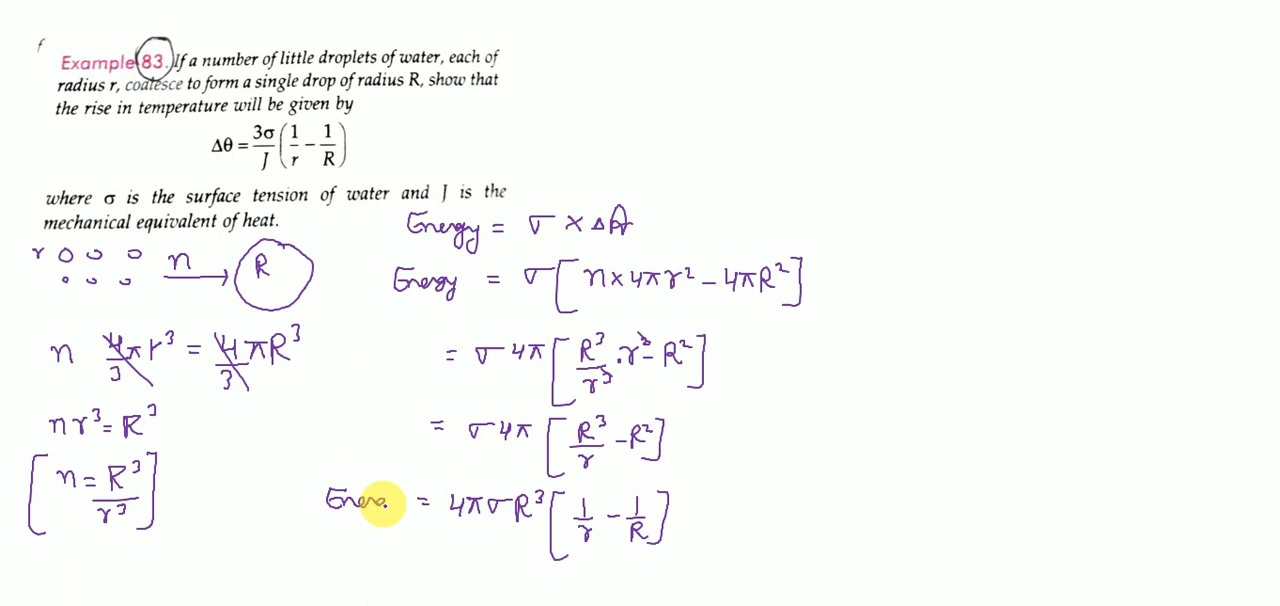 f
Example 83. If a number of little droplets of water, each of
radius r, coalesce to form a single drop of radius R, show that
the rise in temperature will be given by
Δθ = 3σ/J (1/r − 1/R)
where σ is the surface tension of water and J is the
mechanical equivalent of heat.
r n → R
n 4/3 πr³ = 4/3 πR³
nr³ = R³
[n = R³/r³]
Energy = σ × ΔA
Energy = σ[n×4πr² − 4πR²]
= σ4π[R³/r³ . r² − R²]
= σ4π[R³/r − R²]
Ener = 4πσR³[1/r − 1/R]